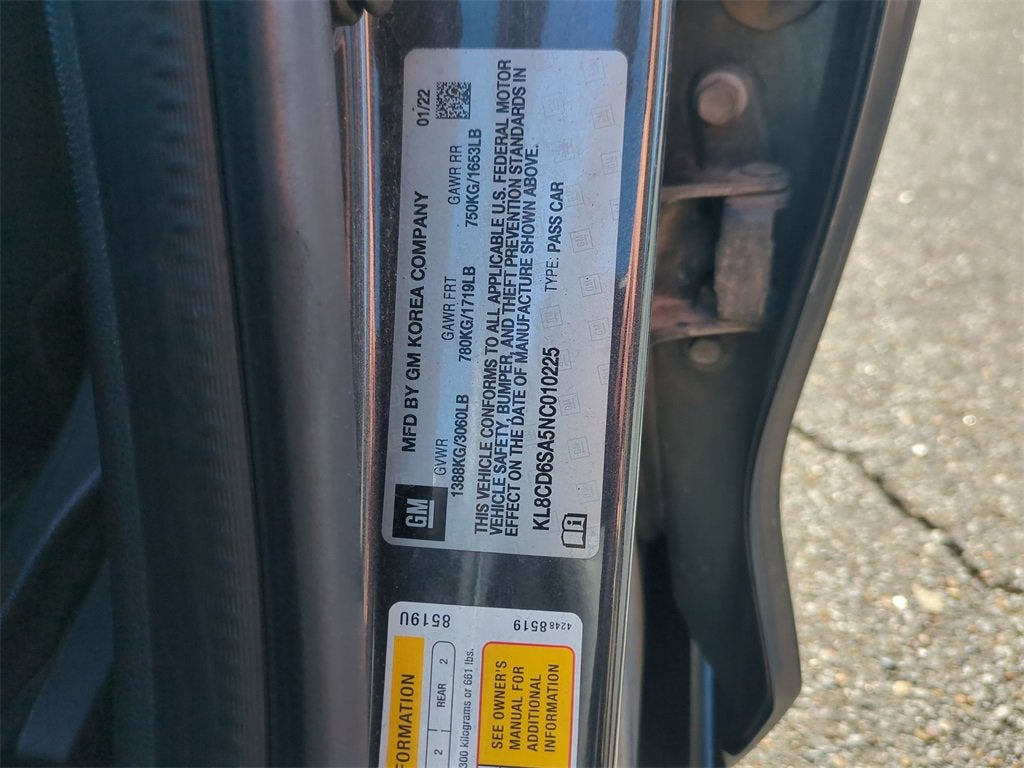 GM
MFD BY GM KOREA COMPANY 01/22
GVWR GAWR FRT GAWR RR
1388KG/3060LB 780KG/1719LB 750KG/1653LB
THIS VEHICLE CONFORMS TO ALL APPLICABLE U.S. FEDERAL MOTOR
VEHICLE SAFETY, BUMPER, AND THEFT PREVENTION STANDARDS IN
EFFECT ON THE DATE OF MANUFACTURE SHOWN ABOVE.
KL8CD6SA5NC010225 TYPE: PASS CAR
i
8519U
4248 8519
FORMATION
2 REAR 2
300 kilograms or 661 lbs.
SEE OWNER'S
MANUAL FOR
ADDITIONAL
INFORMATION